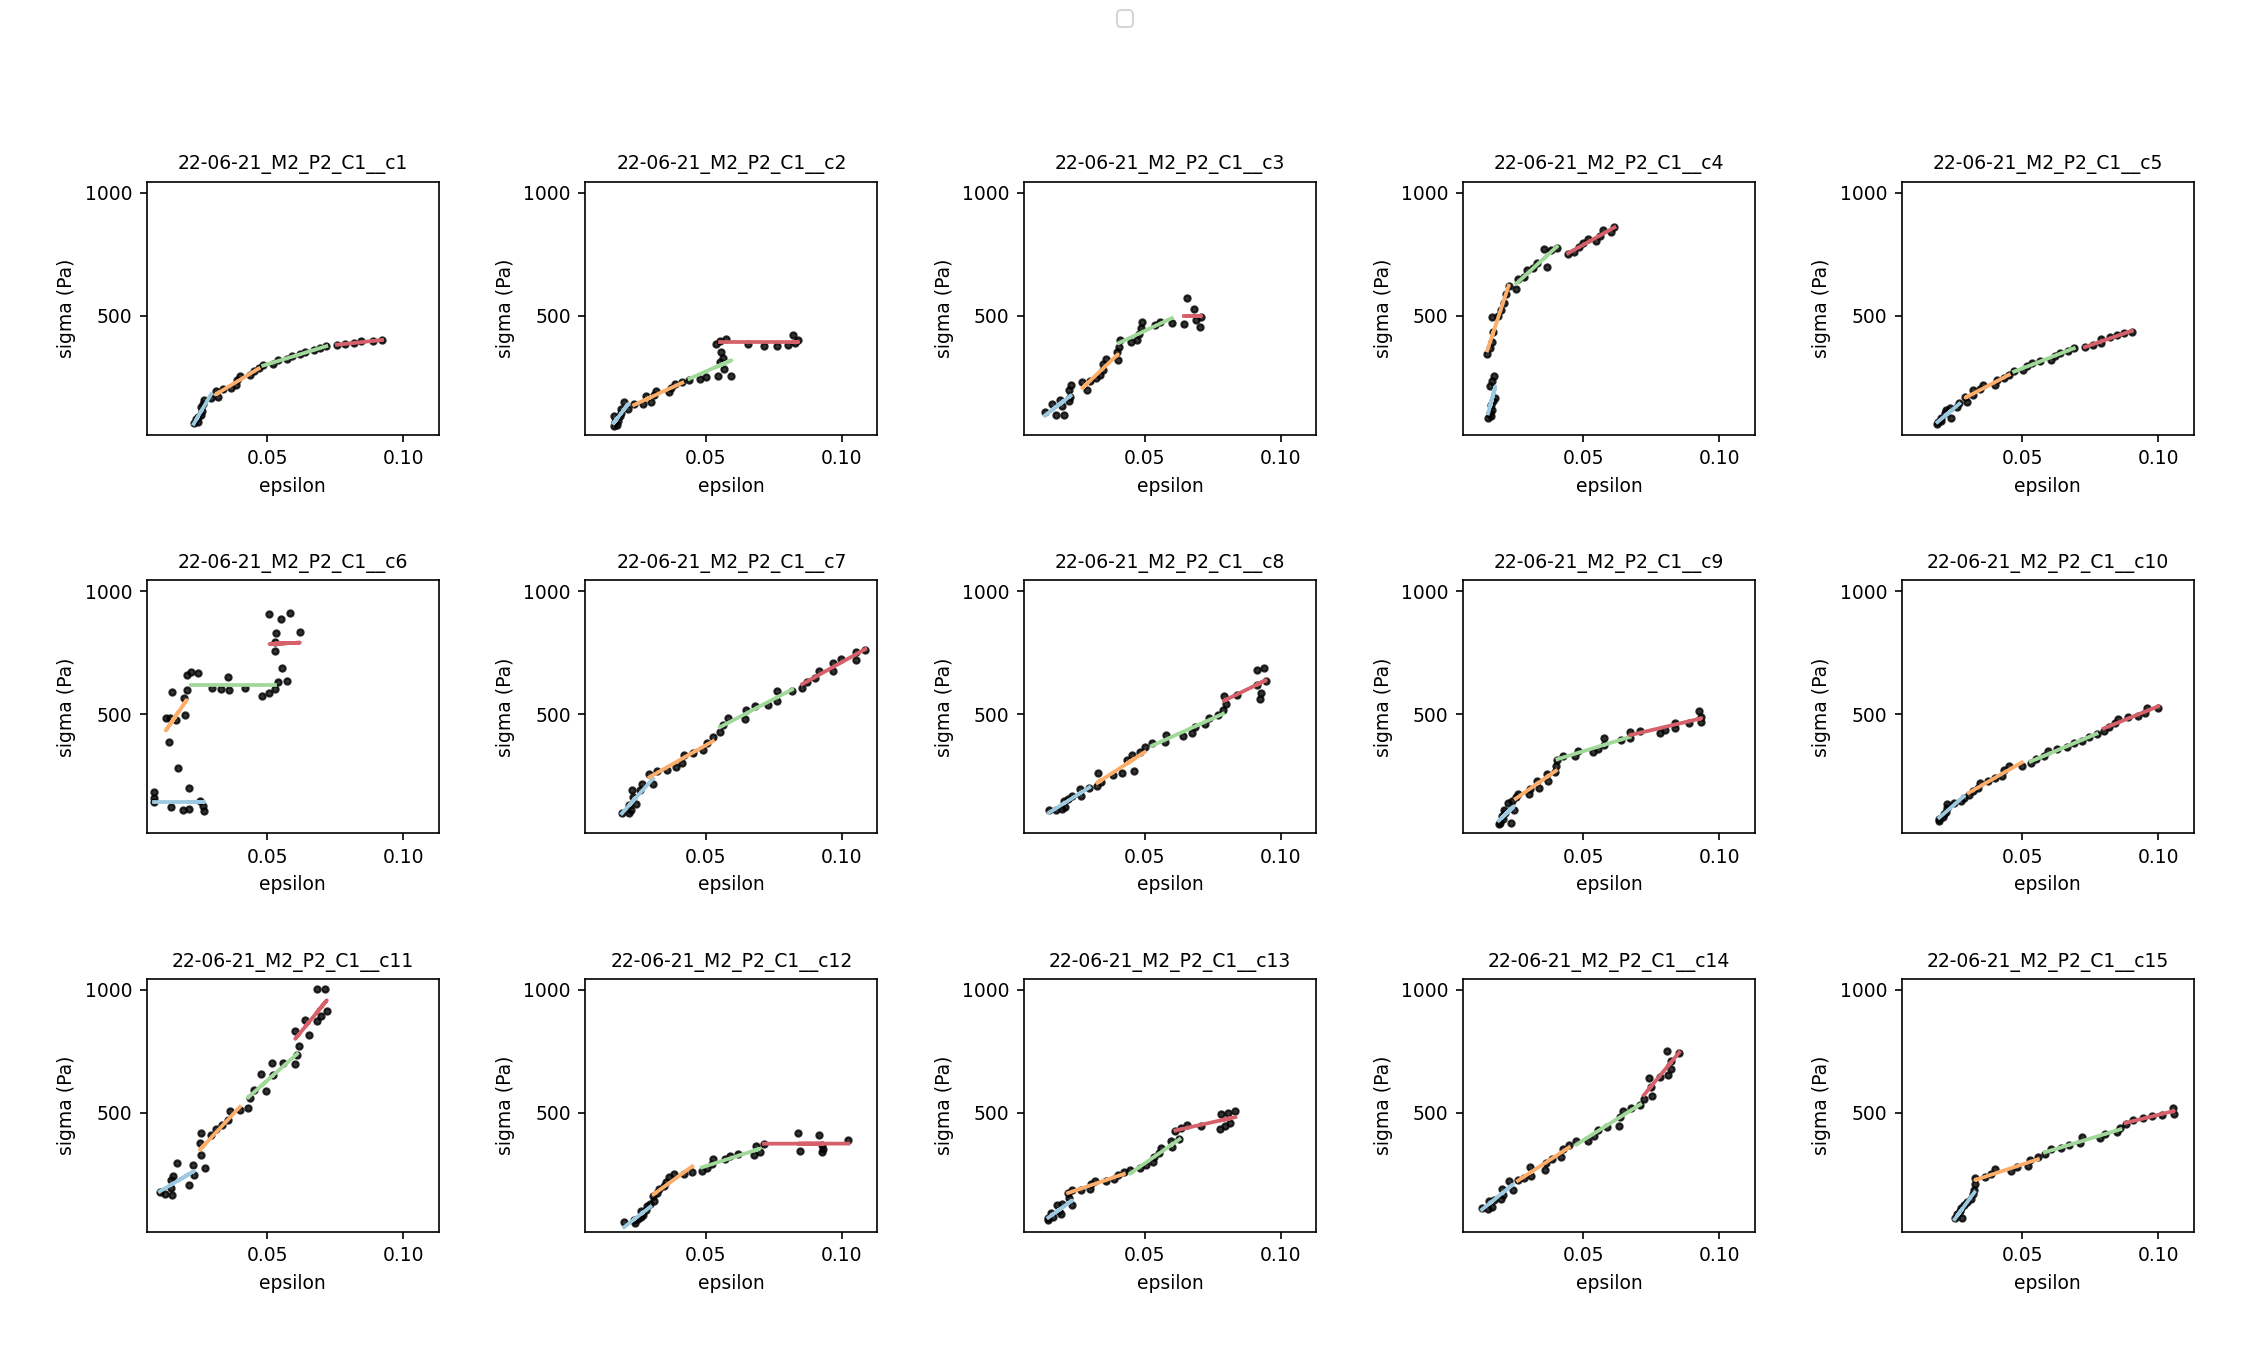 22-06-21_M2_P2_C1__c1
22-06-21_M2_P2_C1__c2
22-06-21_M2_P2_C1__c3
22-06-21_M2_P2_C1__c4
22-06-21_M2_P2_C1__c5
1000
500
sigma (Pa)
0.05 0.10
epsilon
1000
500
sigma (Pa)
0.05 0.10
epsilon
1000
500
sigma (Pa)
0.05 0.10
epsilon
1000
500
sigma (Pa)
0.05 0.10
epsilon
1000
500
sigma (Pa)
0.05 0.10
epsilon
22-06-21_M2_P2_C1__c6
22-06-21_M2_P2_C1__c7
22-06-21_M2_P2_C1__c8
22-06-21_M2_P2_C1__c9
22-06-21_M2_P2_C1__c10
1000
500
sigma (Pa)
0.05 0.10
epsilon
1000
500
sigma (Pa)
0.05 0.10
epsilon
1000
500
sigma (Pa)
0.05 0.10
epsilon
1000
500
sigma (Pa)
0.05 0.10
epsilon
1000
500
sigma (Pa)
0.05 0.10
epsilon
22-06-21_M2_P2_C1__c11
22-06-21_M2_P2_C1__c12
22-06-21_M2_P2_C1__c13
22-06-21_M2_P2_C1__c14
22-06-21_M2_P2_C1__c15
1000
500
sigma (Pa)
0.05 0.10
epsilon
1000
500
sigma (Pa)
0.05 0.10
epsilon
1000
500
sigma (Pa)
0.05 0.10
epsilon
1000
500
sigma (Pa)
0.05 0.10
epsilon
1000
500
sigma (Pa)
0.05 0.10
epsilon